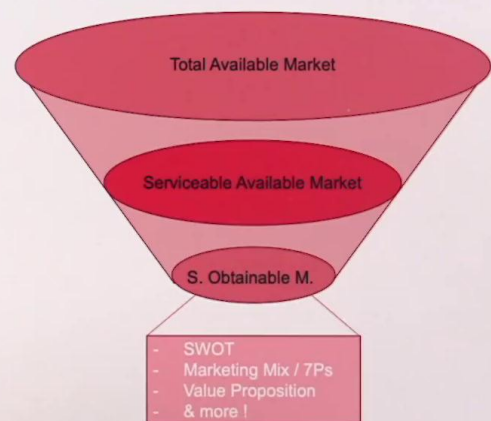 Total Available Market
Serviceable Available Market
S. Obtainable M.
- SWOT
- Marketing Mix / 7Ps
- Value Proposition
- & more !